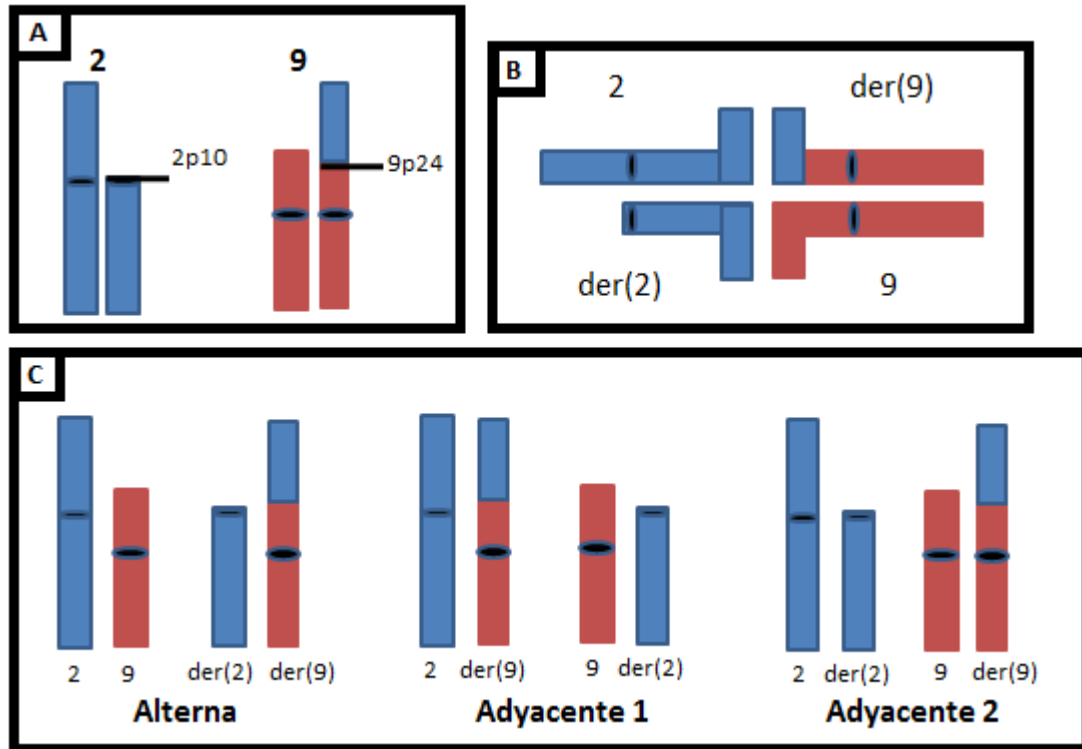 A
2 9
2p10
9p24
B
2 der(9)
der(2) 9
C
2 9 der(2) der(9) 2 der(9) 9 der(2) 2 der(2) 9 der(9)
Alterna Adyacente 1 Adyacente 2